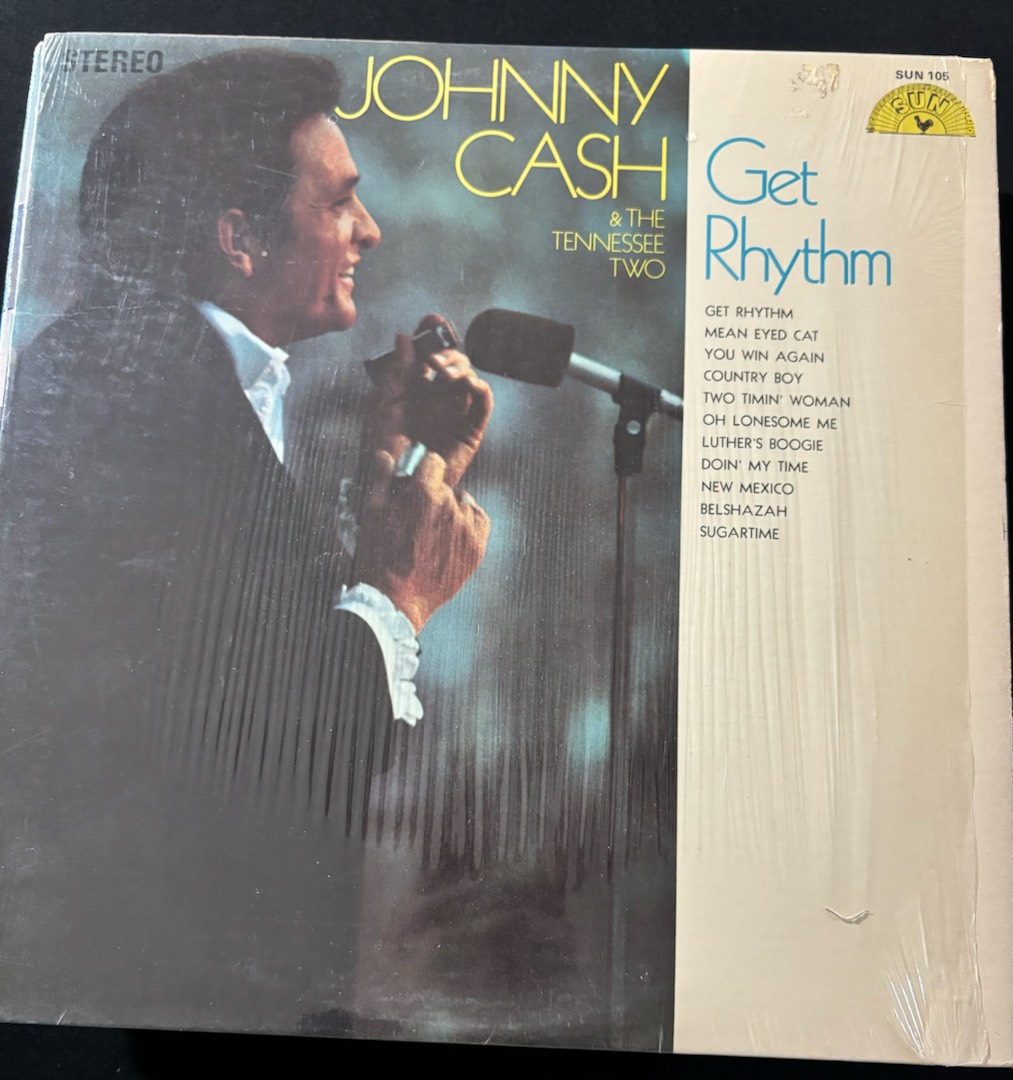 STEREO
JOHNNY
CASH
& THE
TENNESSEE
TWO
SUN 105
SUN
Get
Rhythm
GET RHYTHM
MEAN EYED CAT
YOU WIN AGAIN
COUNTRY BOY
TWO TIMIN' WOMAN
OH LONESOME ME
LUTHER'S BOOGIE
DOIN' MY TIME
NEW MEXICO
BELSHAZAH
SUGARTIME